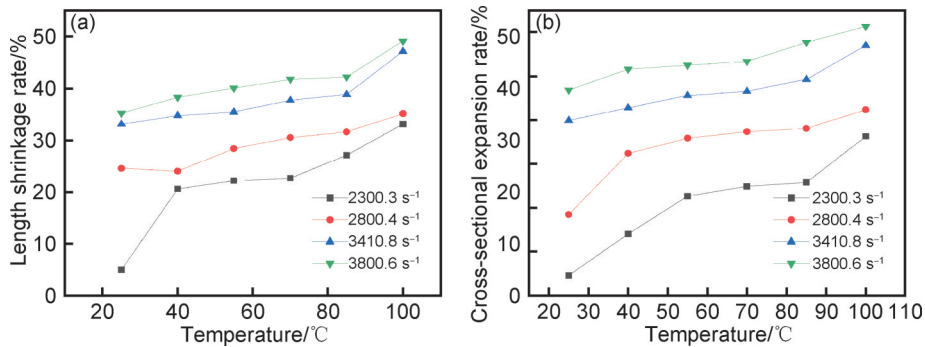 (a)
Length shrinkage rate/%
50
40
30
20
10
0
2300.3 s⁻¹
2800.4 s⁻¹
3410.8 s⁻¹
3800.6 s⁻¹
20 40 60 80 100
Temperature/℃
(b)
Cross-sectional expansion rate/%
50
40
30
20
10
0
2300.3 s⁻¹
2800.4 s⁻¹
3410.8 s⁻¹
3800.6 s⁻¹
20 30 40 50 60 70 80 90 100 110
Temperature/℃